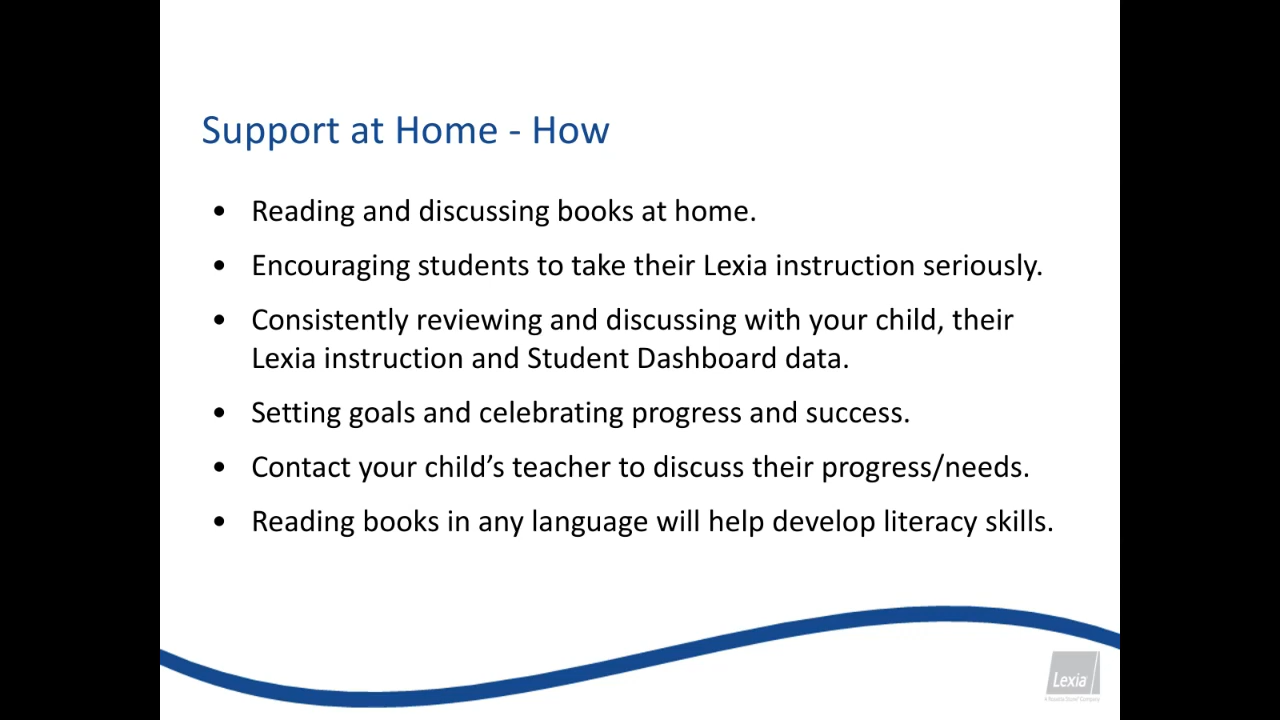 Support at Home - How
• Reading and discussing books at home.
• Encouraging students to take their Lexia instruction seriously.
• Consistently reviewing and discussing with your child, their
Lexia instruction and Student Dashboard data.
• Setting goals and celebrating progress and success.
• Contact your child’s teacher to discuss their progress/needs.
• Reading books in any language will help develop literacy skills.
Lexia